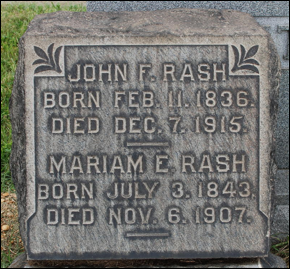 JOHN F. RASH
BORN FEB. 11. 1836.
DIED DEC. 7. 1915.
MARIAM E. RASH
BORN JULY 3. 1843
DIED NOV. 6. 1907.